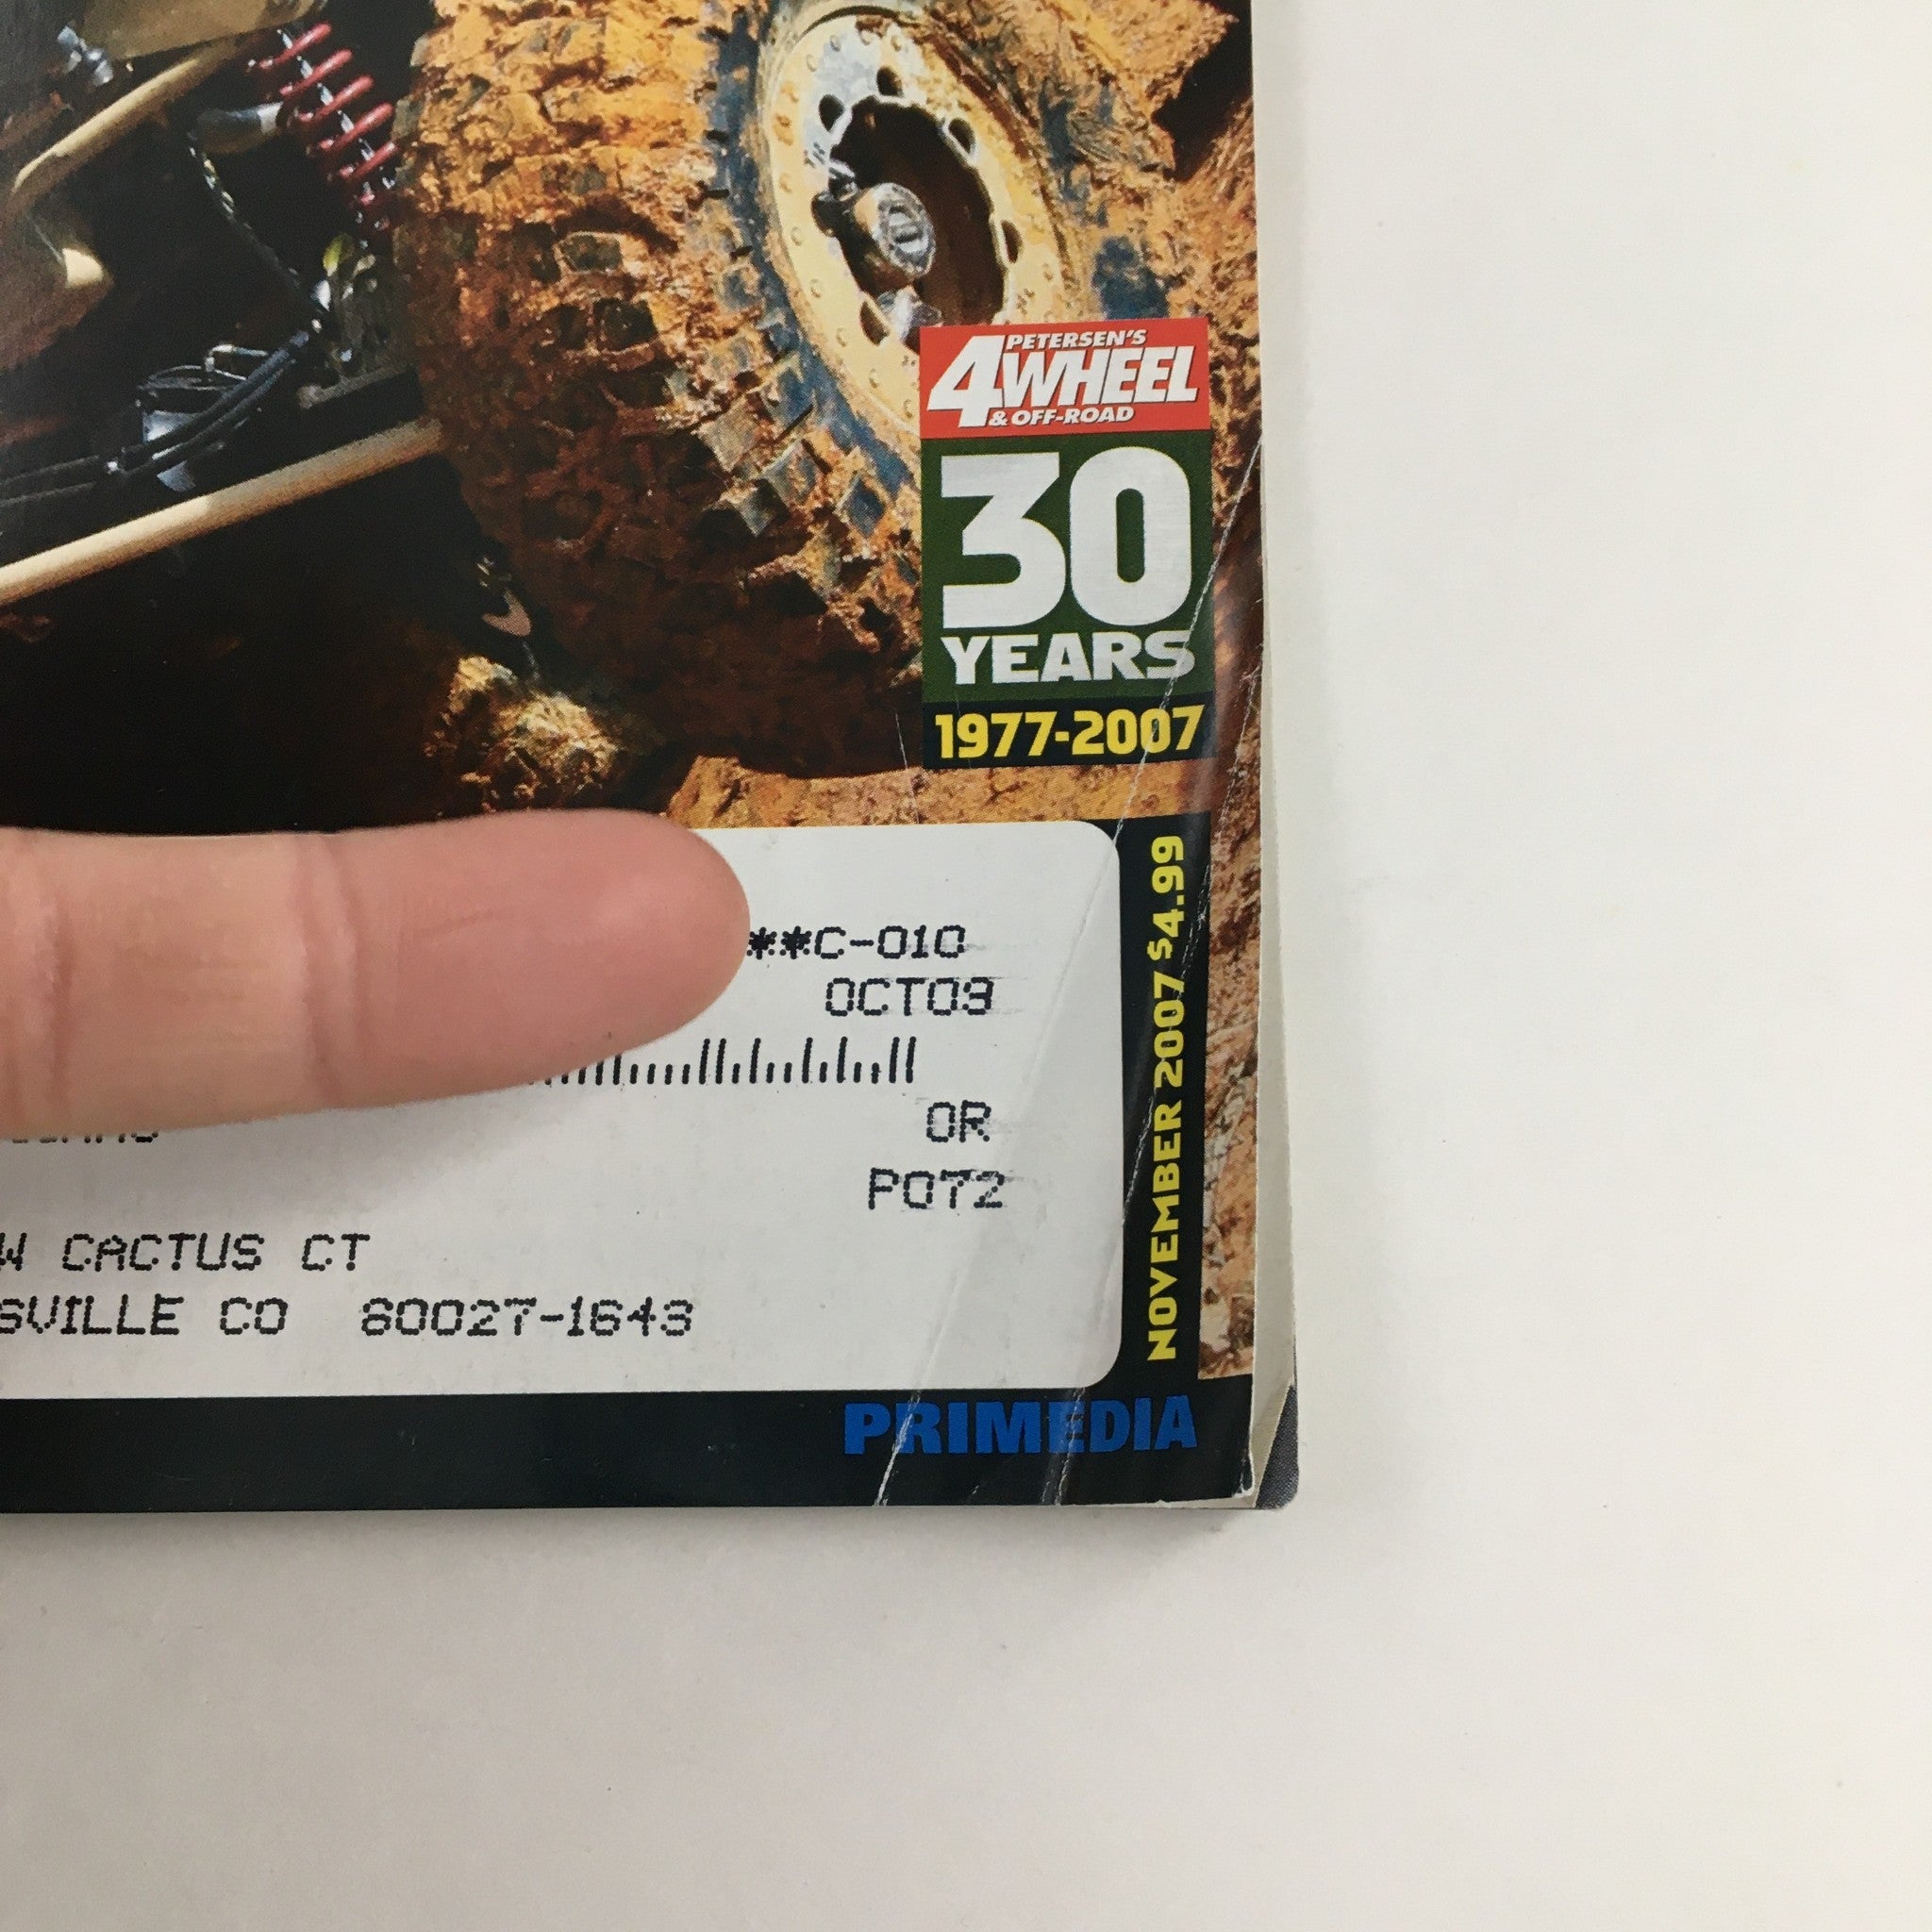 PETERSEN'S
4WHEEL
& OFF-ROAD
30
YEARS
1977-2007
**C-010
OCT03
OR
P072
W CACTUS CT
SVILLE CO 80027-1643
NOVEMBER 2007 $4.99
PRIMEDIA